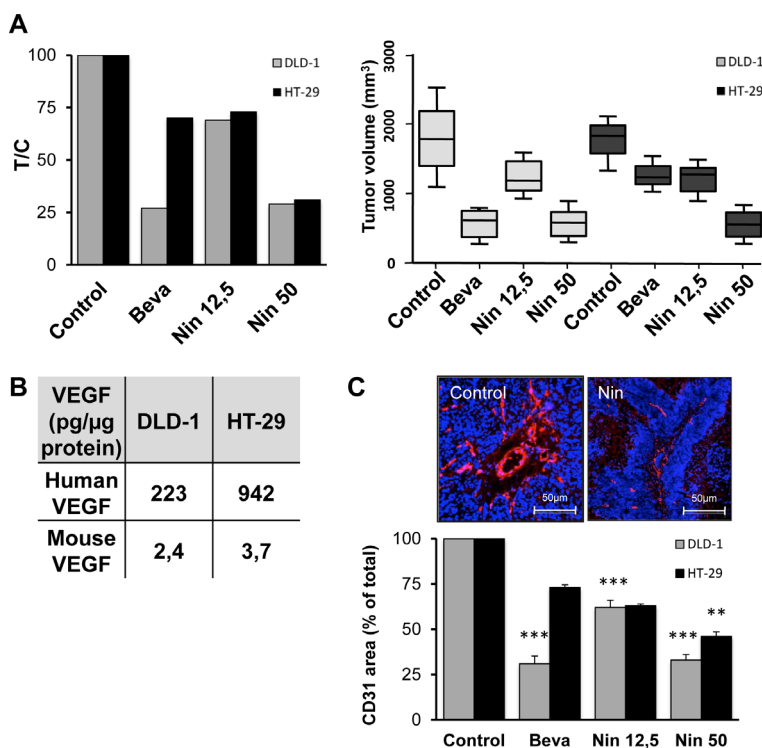 A
100
75
50
25
0
T/C
DLD-1
HT-29
Control
Beva
Nin 12,5
Nin 50
3000
2000
1000
0
Tumor volume (mm³)
DLD-1
HT-29
Control
Beva
Nin 12,5
Nin 50
Control
Beva
Nin 12,5
Nin 50
B
VEGF
(pg/µg
protein)
DLD-1
HT-29
Human
VEGF
223
942
Mouse
VEGF
2,4
3,7
C
Control
50µm
Nin
50µm
100
75
50
25
0
CD31 area (% of total)
DLD-1
HT-29
***
***
***
**
Control
Beva
Nin 12,5
Nin 50